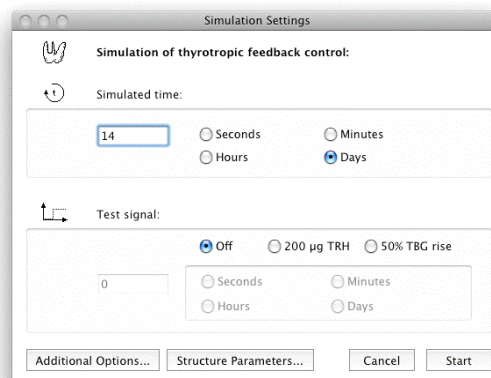 Simulation Settings
Simulation of thyrotropic feedback control:
t
Simulated time:
14
Seconds
Minutes
Hours
Days
Test signal:
Off
200 µg TRH
50% TBG rise
0
Seconds
Minutes
Hours
Days
Additional Options...
Structure Parameters...
Cancel
Start